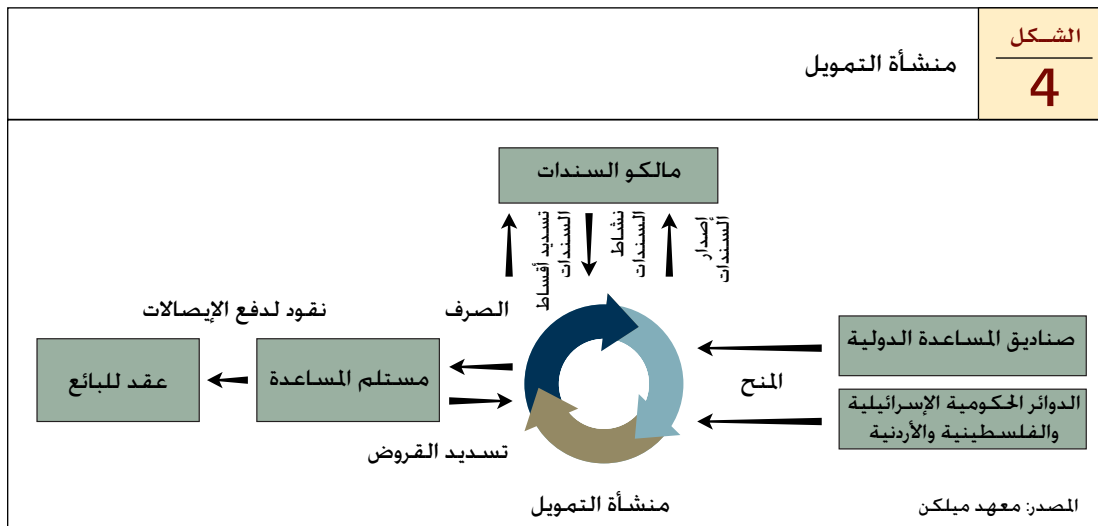 الشــكل
4
منشأة التمويل
مالكو السندات
إصدار
السندات
نشاط
السندات
تسديد أقساط
السندات
صناديق المساعدة الدولية
المنح
الدوائر الحكومية الإسرائيلية
والفلسطينية والأردنية
الصرف
نقود لدفع الإيصالات
مستلم المساعدة
عقد للبائع
تسديد القروض
منشأة التمويل
المصدر: معهد ميلكن